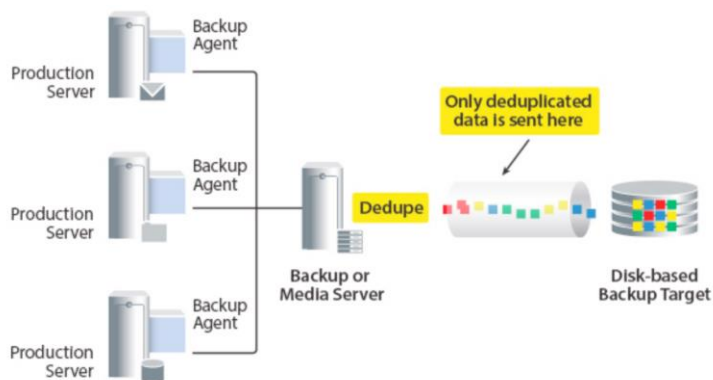 Backup
Agent
Production
Server
Backup
Agent
Production
Server
Backup
Agent
Production
Server
Backup or
Media Server
Dedupe
Only deduplicated
data is sent here
Disk-based
Backup Target